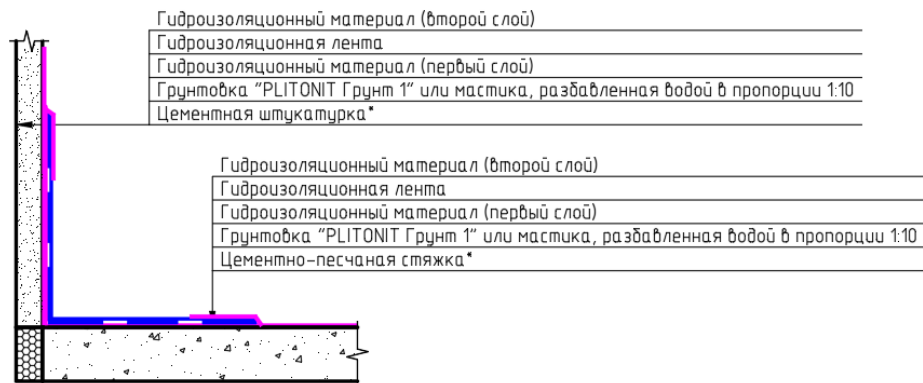 Гидроизоляционный материал (второй слой)
Гидроизоляционная лента
Гидроизоляционный материал (первый слой)
Грунтовка "PLITONIT Грунт 1" или мастика, разбавленная водой в пропорции 1:10
Цементная штукатурка*
Гидроизоляционный материал (второй слой)
Гидроизоляционная лента
Гидроизоляционный материал (первый слой)
Грунтовка "PLITONIT Грунт 1" или мастика, разбавленная водой в пропорции 1:10
Цементно-песчаная стяжка*